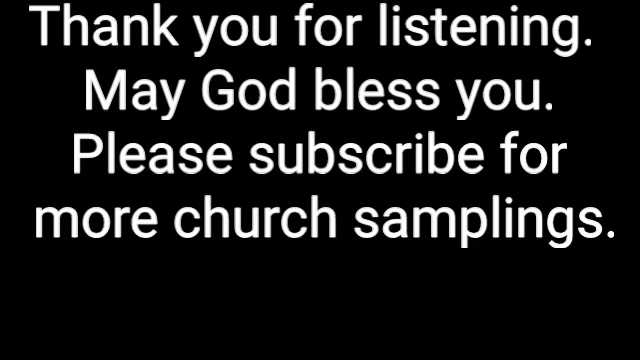 Thank you for listening.
May God bless you.
Please subscribe for
more church samplings.